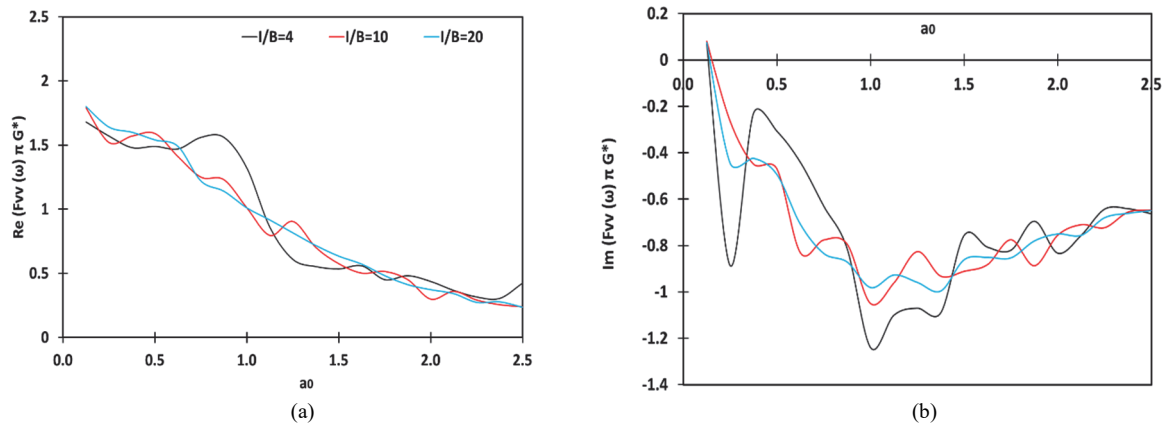 2.5
I/B=4 I/B=10 I/B=20
2
1.5
1
0.5
0
0.0 0.5 1.0 1.5 2.0 2.5
a0
Re (Fvv (ω) π G*)
(a)
0.2
a0
0
0.0 0.5 1.0 1.5 2.0 2.5
-0.2
-0.4
-0.6
-0.8
-1
-1.2
-1.4
Im (Fvv (ω) π G*)
(b)